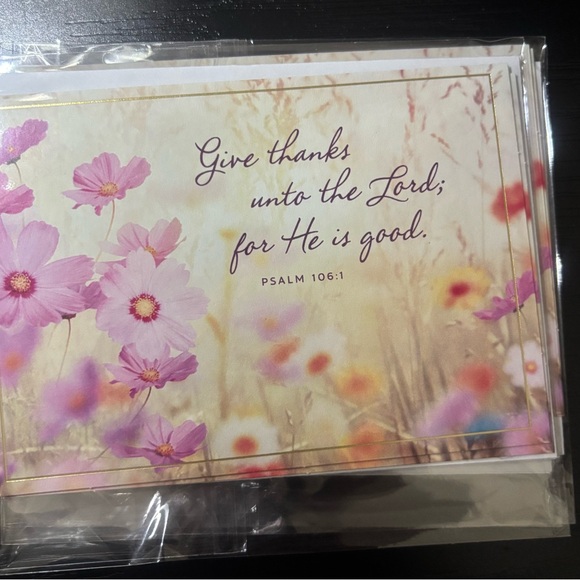 Give thanks
unto the Lord;
for He is good.
PSALM 106:1